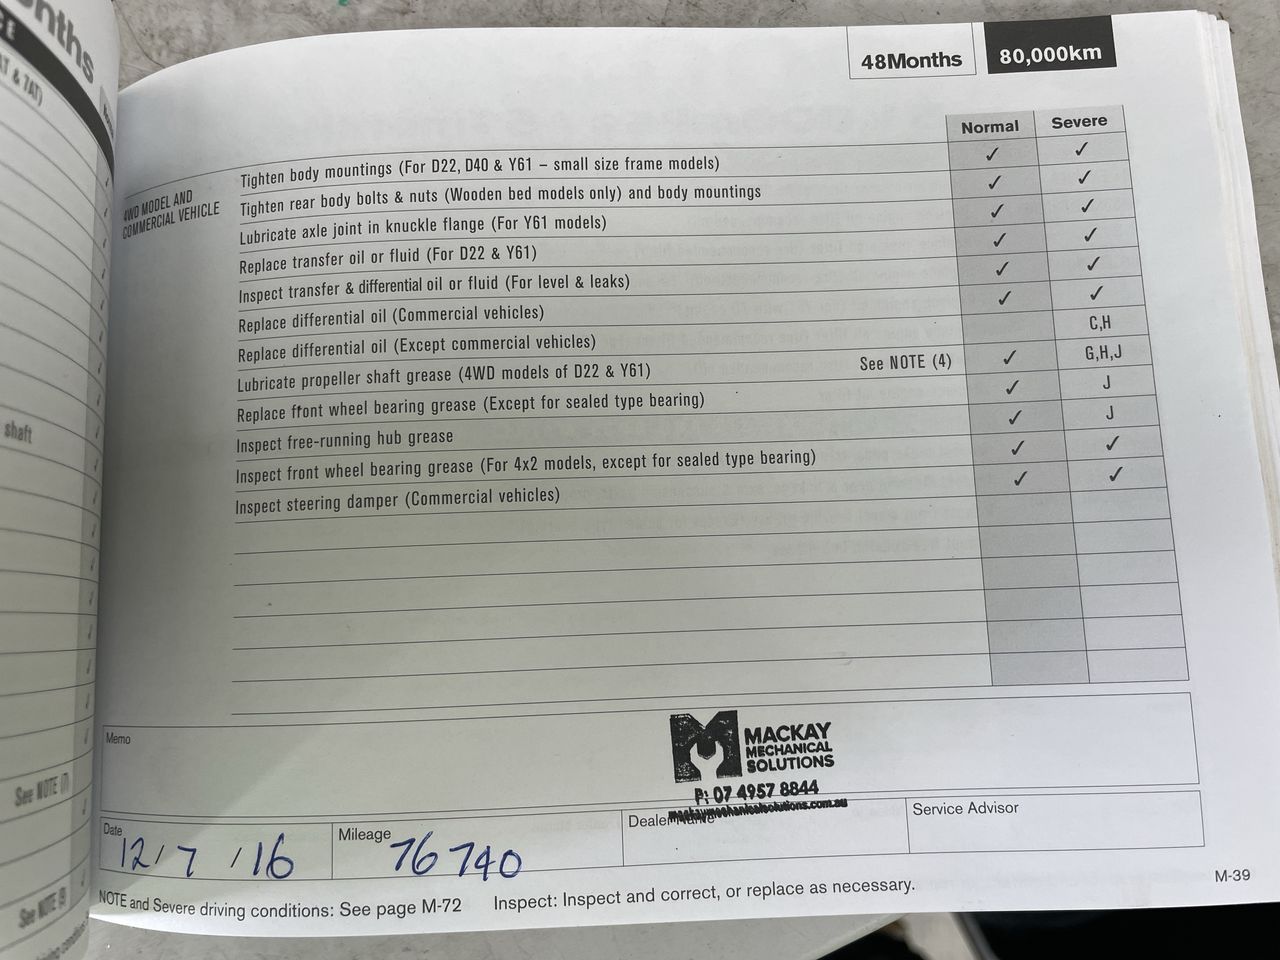 48Months 80,000km
Normal Severe
4WD MODEL AND
COMMERCIAL VEHICLE
Tighten body mountings (For D22, D40 & Y61 – small size frame models) ✓ ✓
Tighten rear body bolts & nuts (Wooden bed models only) and body mountings ✓ ✓
Lubricate axle joint in knuckle flange (For Y61 models) ✓ ✓
Replace transfer oil or fluid (For D22 & Y61) ✓ ✓
Inspect transfer & differential oil or fluid (For level & leaks) ✓ ✓
Replace differential oil (Commercial vehicles) ✓ ✓
Replace differential oil (Except commercial vehicles) C,H
Lubricate propeller shaft grease (4WD models of D22 & Y61) See NOTE (4) ✓ G,H,J
Replace front wheel bearing grease (Except for sealed type bearing) ✓ J
Inspect free-running hub grease ✓ J
Inspect front wheel bearing grease (For 4x2 models, except for sealed type bearing) ✓ ✓
Inspect steering damper (Commercial vehicles) ✓ ✓
Memo
MACKAY
MECHANICAL
SOLUTIONS
P: 07 4957 8844
mackaymechanicalsolutions.com.au
Date 12/7/16
Mileage 76740
Dealer Name
Service Advisor
NOTE and Severe driving conditions: See page M-72 Inspect: Inspect and correct, or replace as necessary.
M-39
shaft
See NOTE (7)